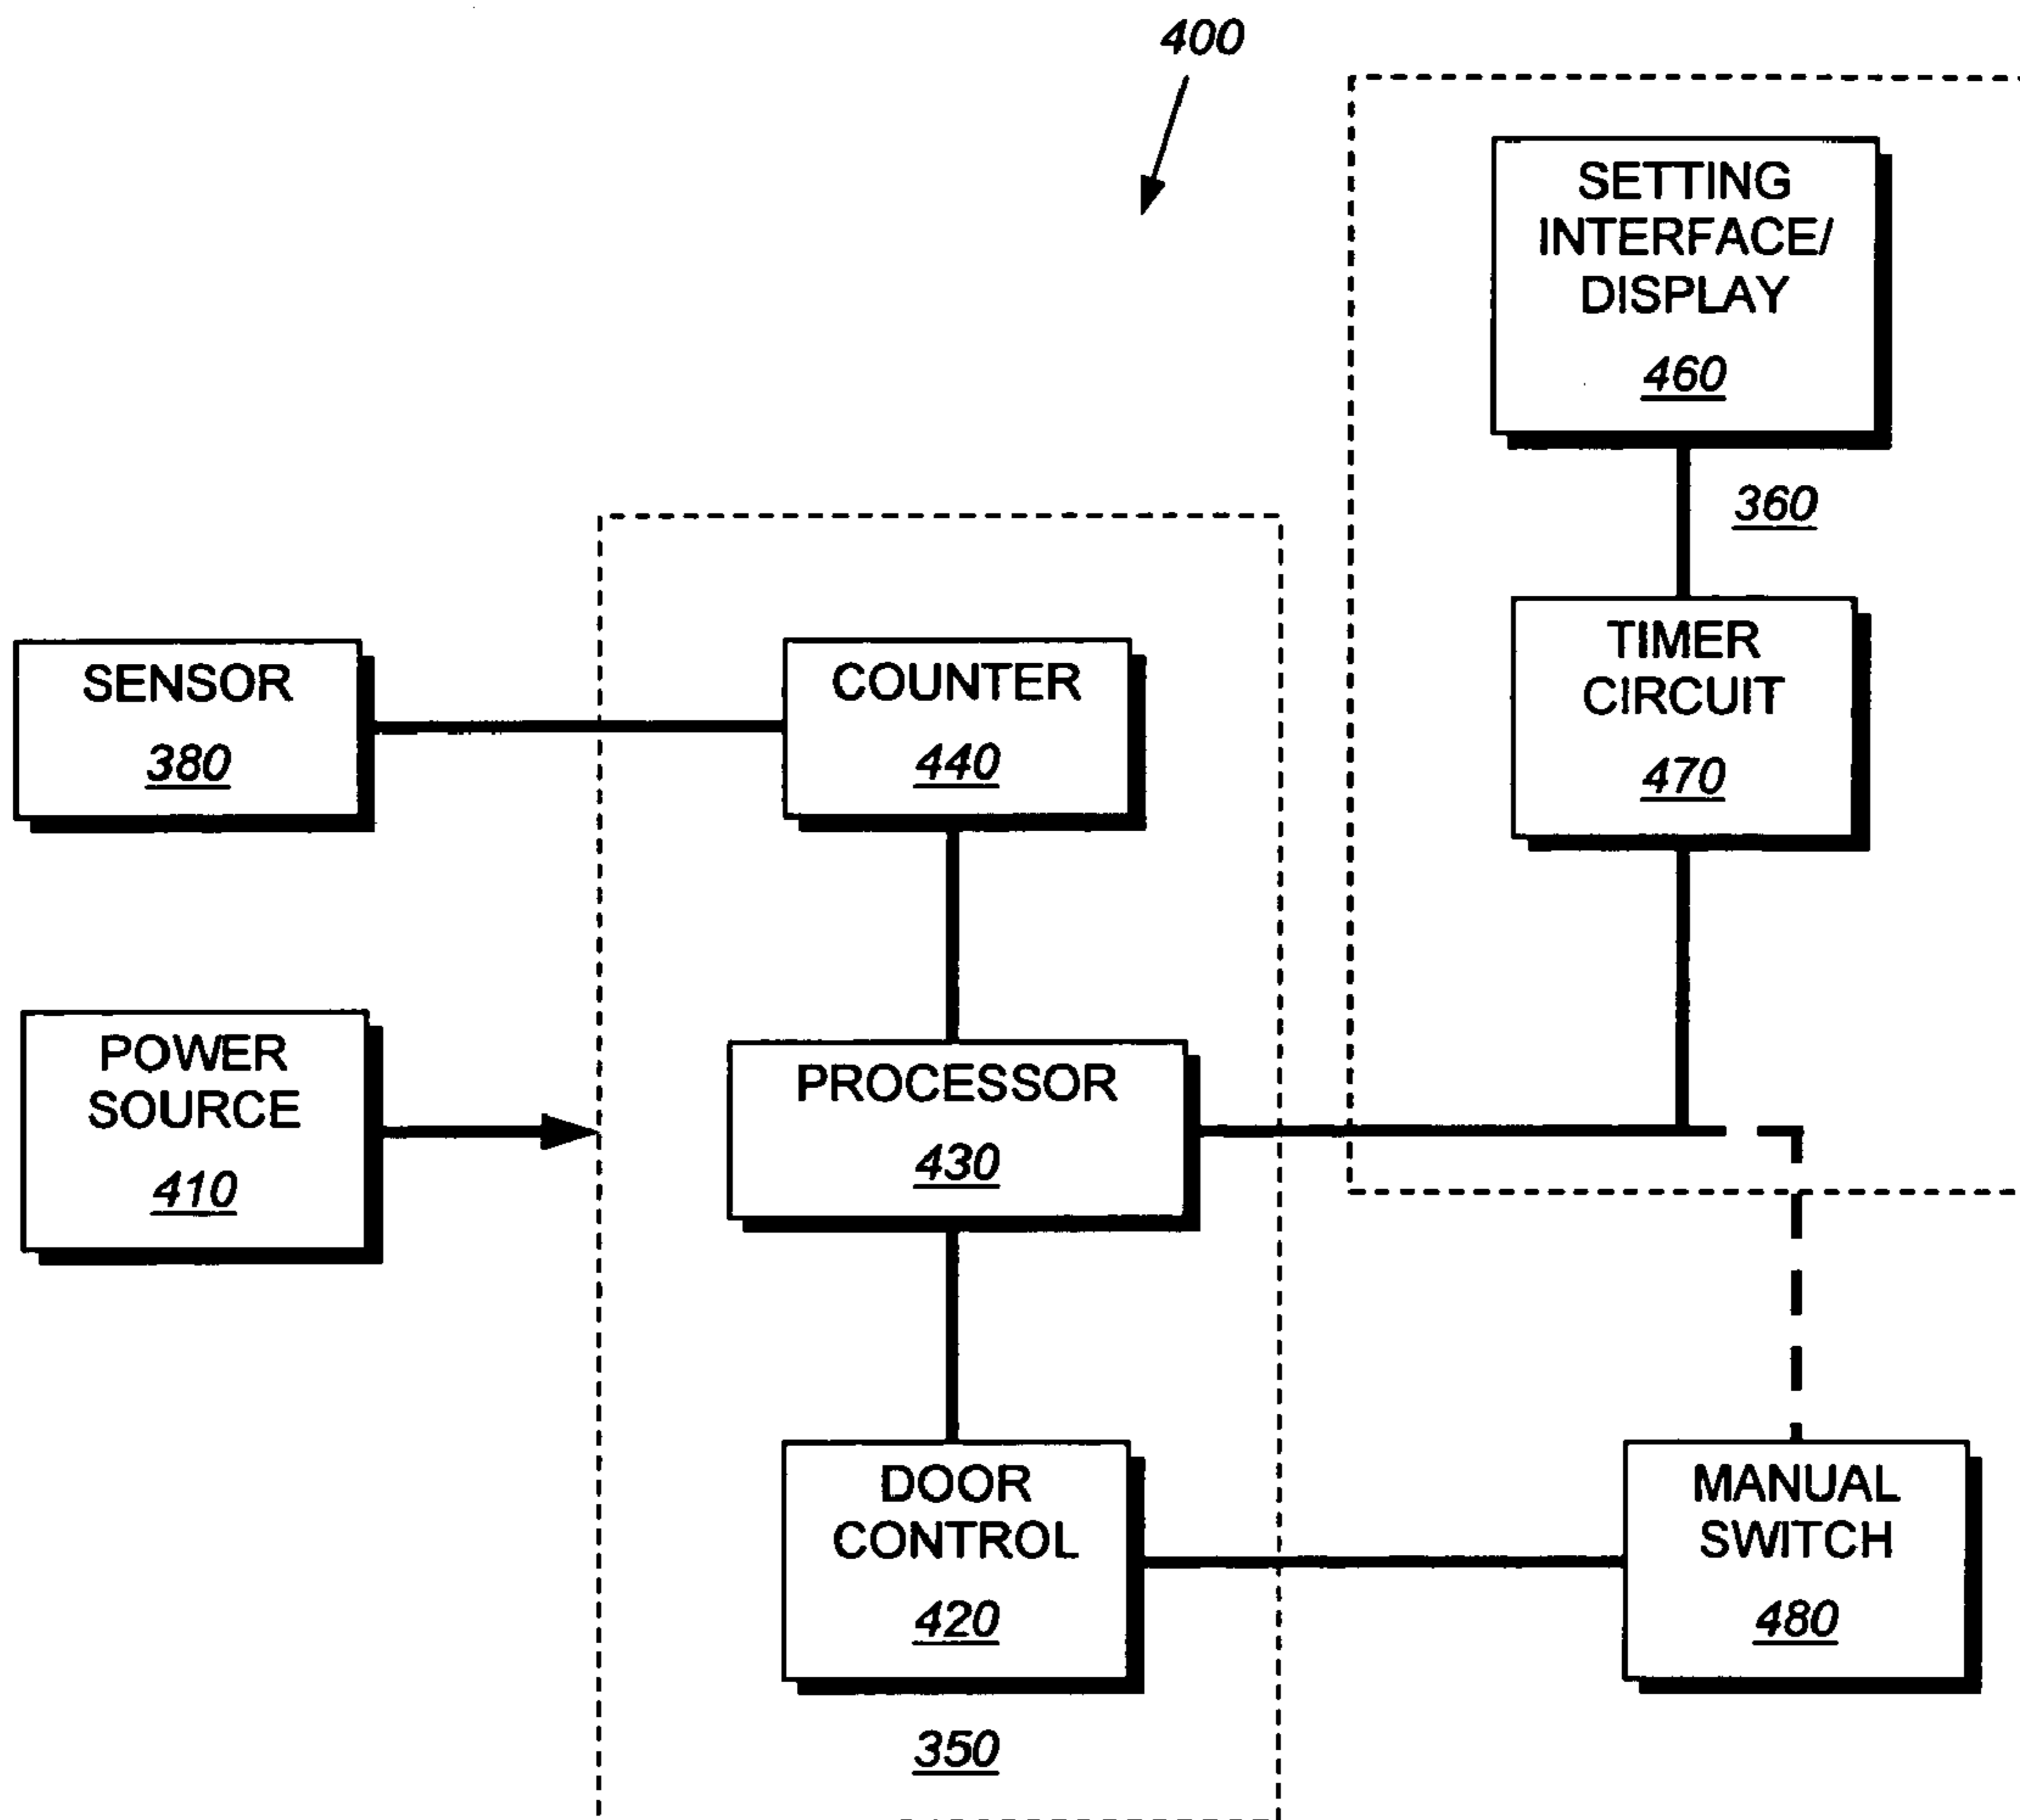 400
SETTING
INTERFACE/
DISPLAY
460
360
TIMER
CIRCUIT
470
SENSOR
380
COUNTER
440
POWER
SOURCE
410
PROCESSOR
430
DOOR
CONTROL
420
MANUAL
SWITCH
480
350